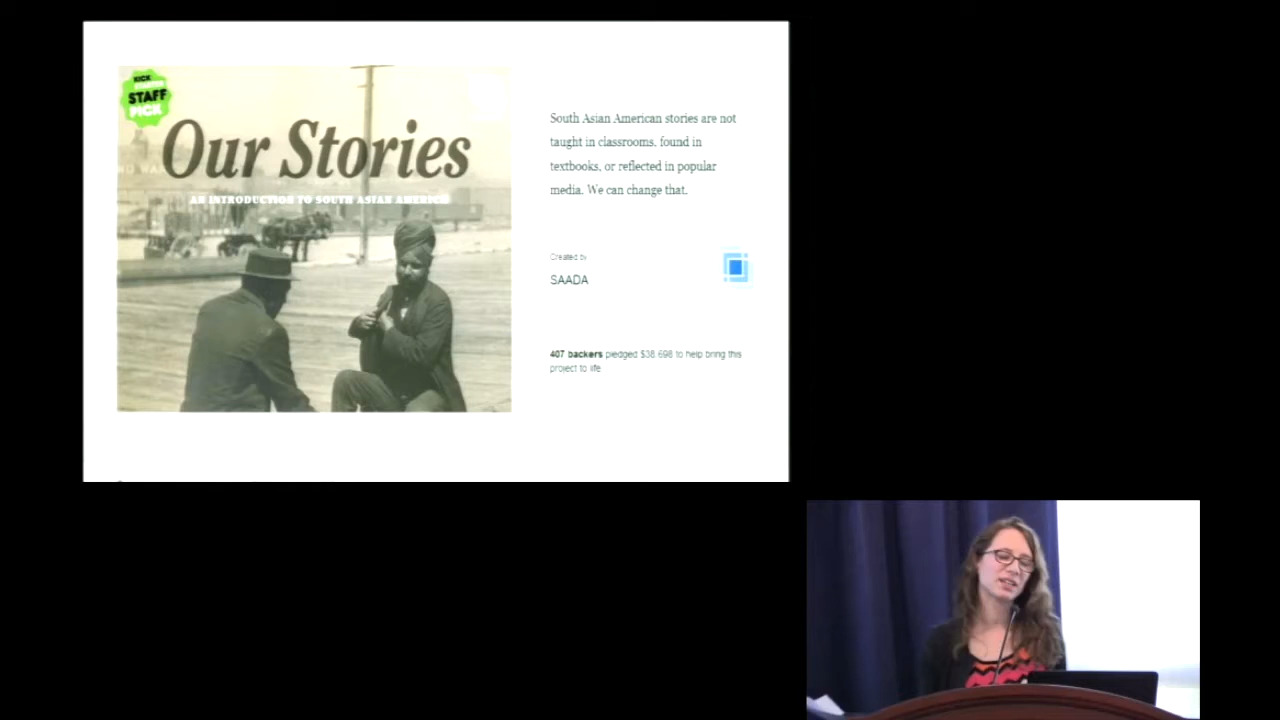 KICK
STAFF
PICK
Our Stories
AN INTRODUCTION TO SOUTH ASIAN AMERICA
South Asian American stories are not
taught in classrooms, found in
textbooks, or reflected in popular
media. We can change that.
Created by
SAADA
407 backers pledged $38,698 to help bring this
project to life.